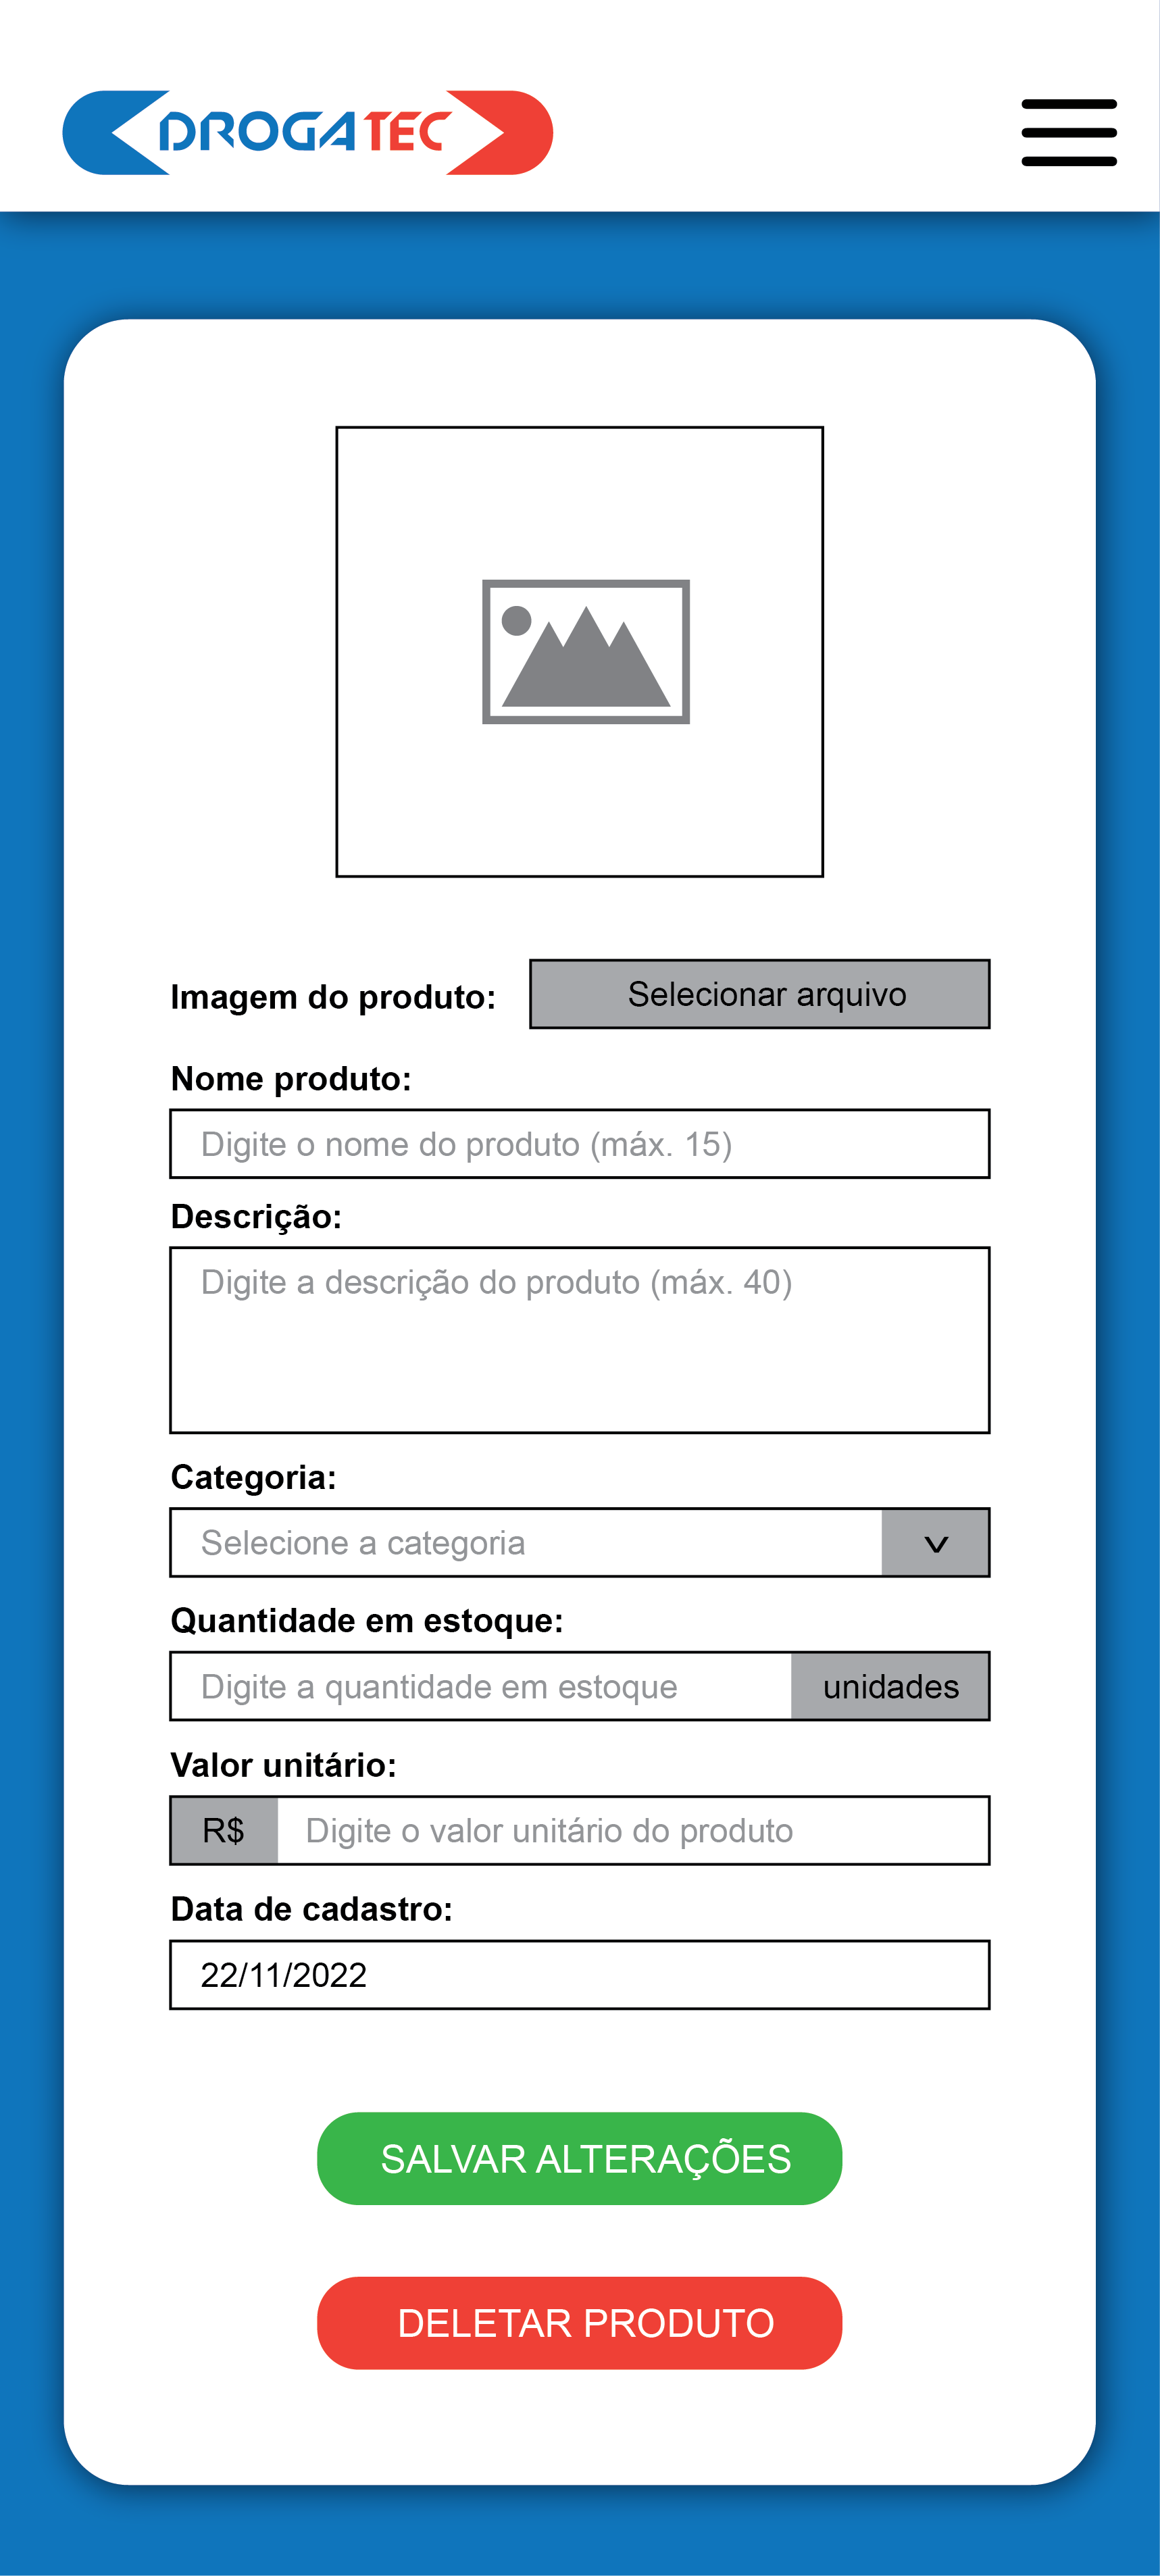 DROGATEC
Imagem do produto:
Selecionar arquivo
Nome produto:
Digite o nome do produto (máx. 15)
Descrição:
Digite a descrição do produto (máx. 40)
Categoria:
Selecione a categoria
Quantidade em estoque:
Digite a quantidade em estoque
unidades
Valor unitário:
R$
Digite o valor unitário do produto
Data de cadastro:
22/11/2022
SALVAR ALTERAÇÕES
DELETAR PRODUTO